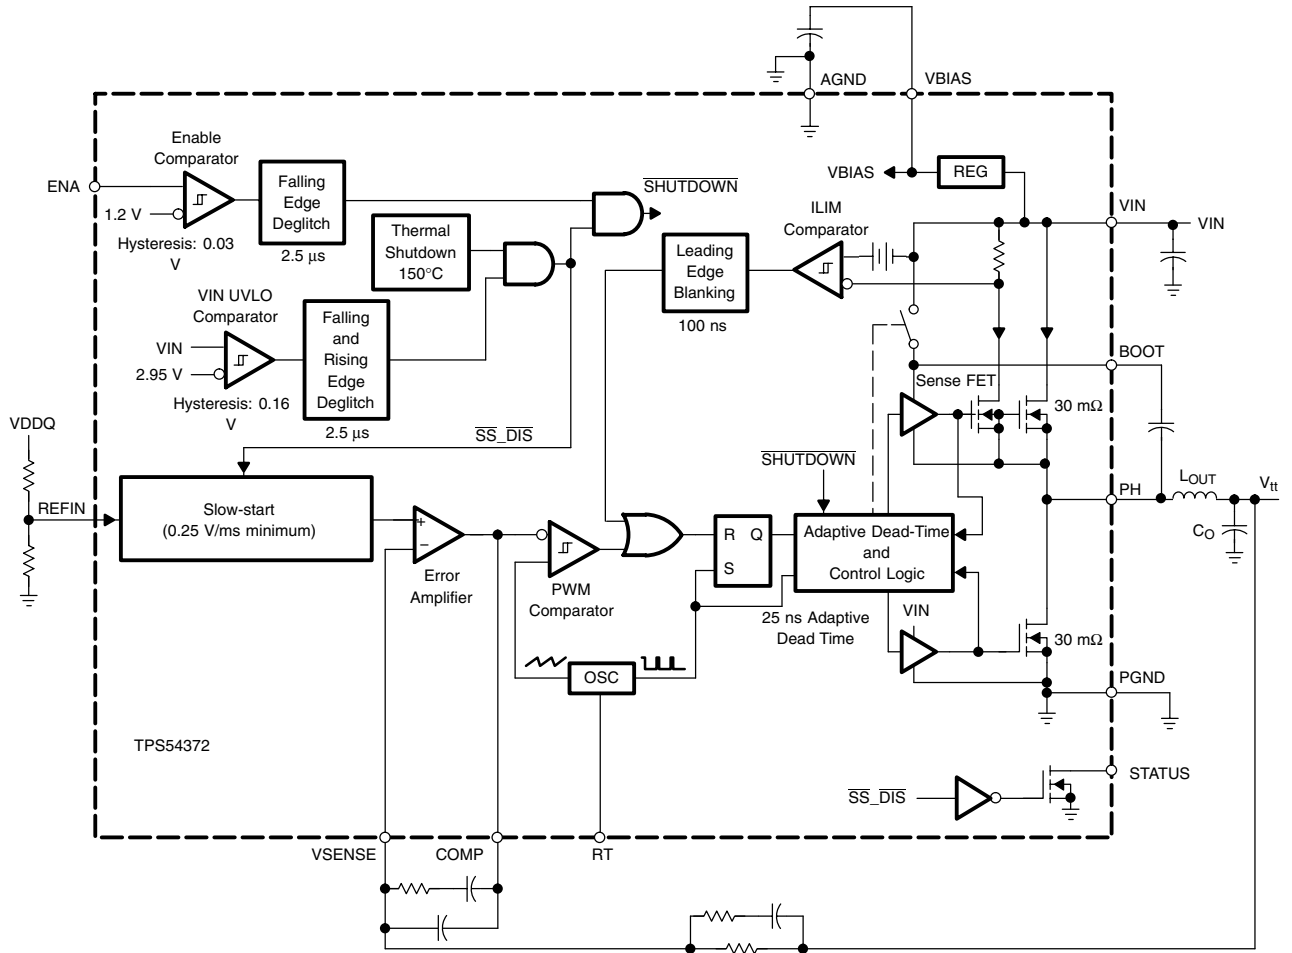 AGND
VBIAS
Enable
Comparator
ENA
1.2 V
Hysteresis: 0.03
V
Falling
Edge
Deglitch
2.5 μs
SHUTDOWN
Thermal
Shutdown
150°C
VIN UVLO
Comparator
VIN
2.95 V
Hysteresis: 0.16
V
Falling
and
Rising
Edge
Deglitch
2.5 μs
SS_DIS
Leading
Edge
Blanking
100 ns
ILIM
Comparator
VBIAS
REG
VIN
VIN
BOOT
Sense FET
30 mΩ
VDDQ
REFIN
Slow-start
(0.25 V/ms minimum)
+
−
Error
Amplifier
PWM
Comparator
R Q
S
SHUTDOWN
Adaptive Dead-Time
and
Control Logic
25 ns Adaptive
Dead Time
VIN
30 mΩ
PH
LOUT
Vtt
CO
PGND
OSC
TPS54372
SS_DIS
STATUS
VSENSE
COMP
RT